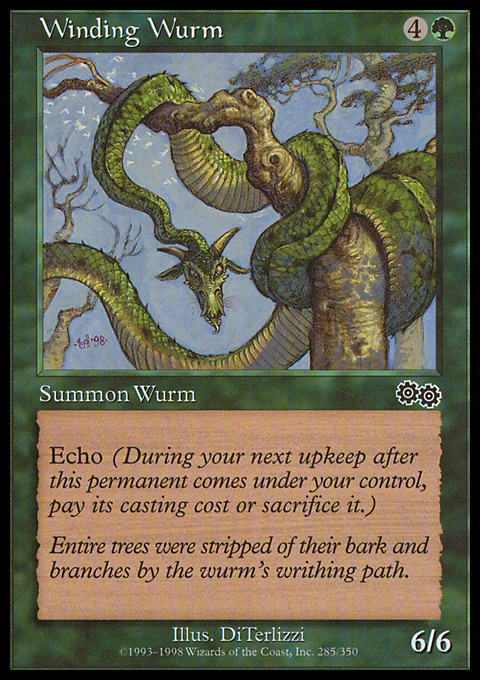 Winding Wurm 4
Summon Wurm
Echo (During your next upkeep after
this permanent comes under your control,
pay its casting cost or sacrifice it.)
Entire trees were stripped of their bark and
branches by the wurm's writhing path.
Illus. DiTerlizzi
©1993–1998 Wizards of the Coast, Inc. 285/350
6/6